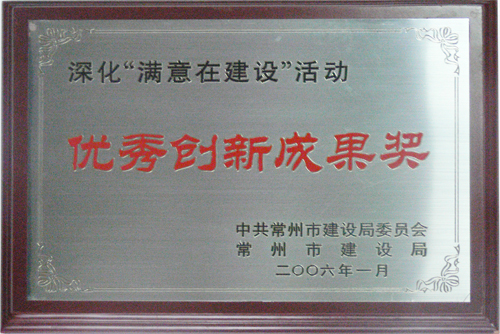 深化“满意在建设”活动
优秀创新成果奖
中共常州市建设局委员会
常州市建设局
二〇〇六年一月